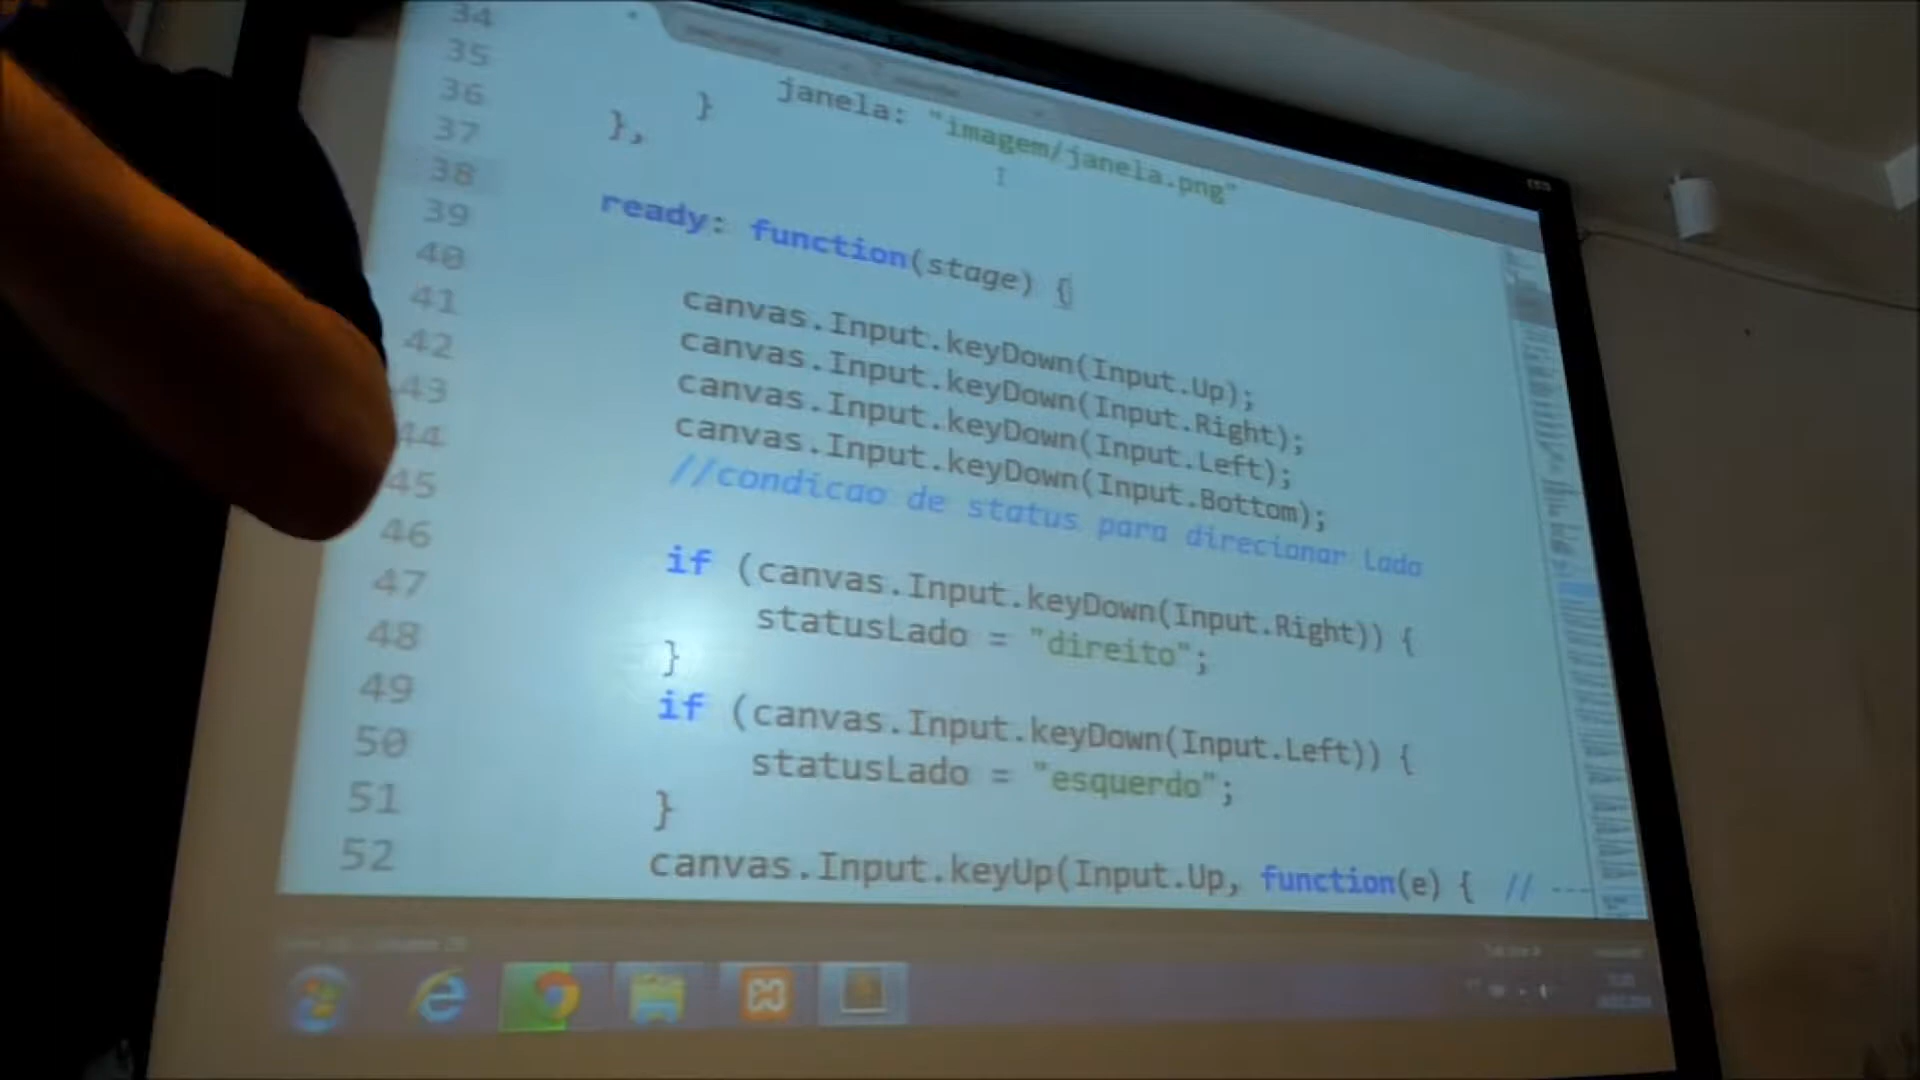 34
35
36 janela: "imagem/janela.png"
37 }
38 },
39 ready: function(stage) {
40
41 canvas.Input.keyDown(Input.Up);
42 canvas.Input.keyDown(Input.Right);
43 canvas.Input.keyDown(Input.Left);
44 canvas.Input.keyDown(Input.Bottom);
45 //condicao de status para direcionar lado
46 if (canvas.Input.keyDown(Input.Right)) {
47 statusLado = "direito";
48 }
49 if (canvas.Input.keyDown(Input.Left)) {
50 statusLado = "esquerdo";
51 }
52 canvas.Input.keyUp(Input.Up, function(e) { // ---